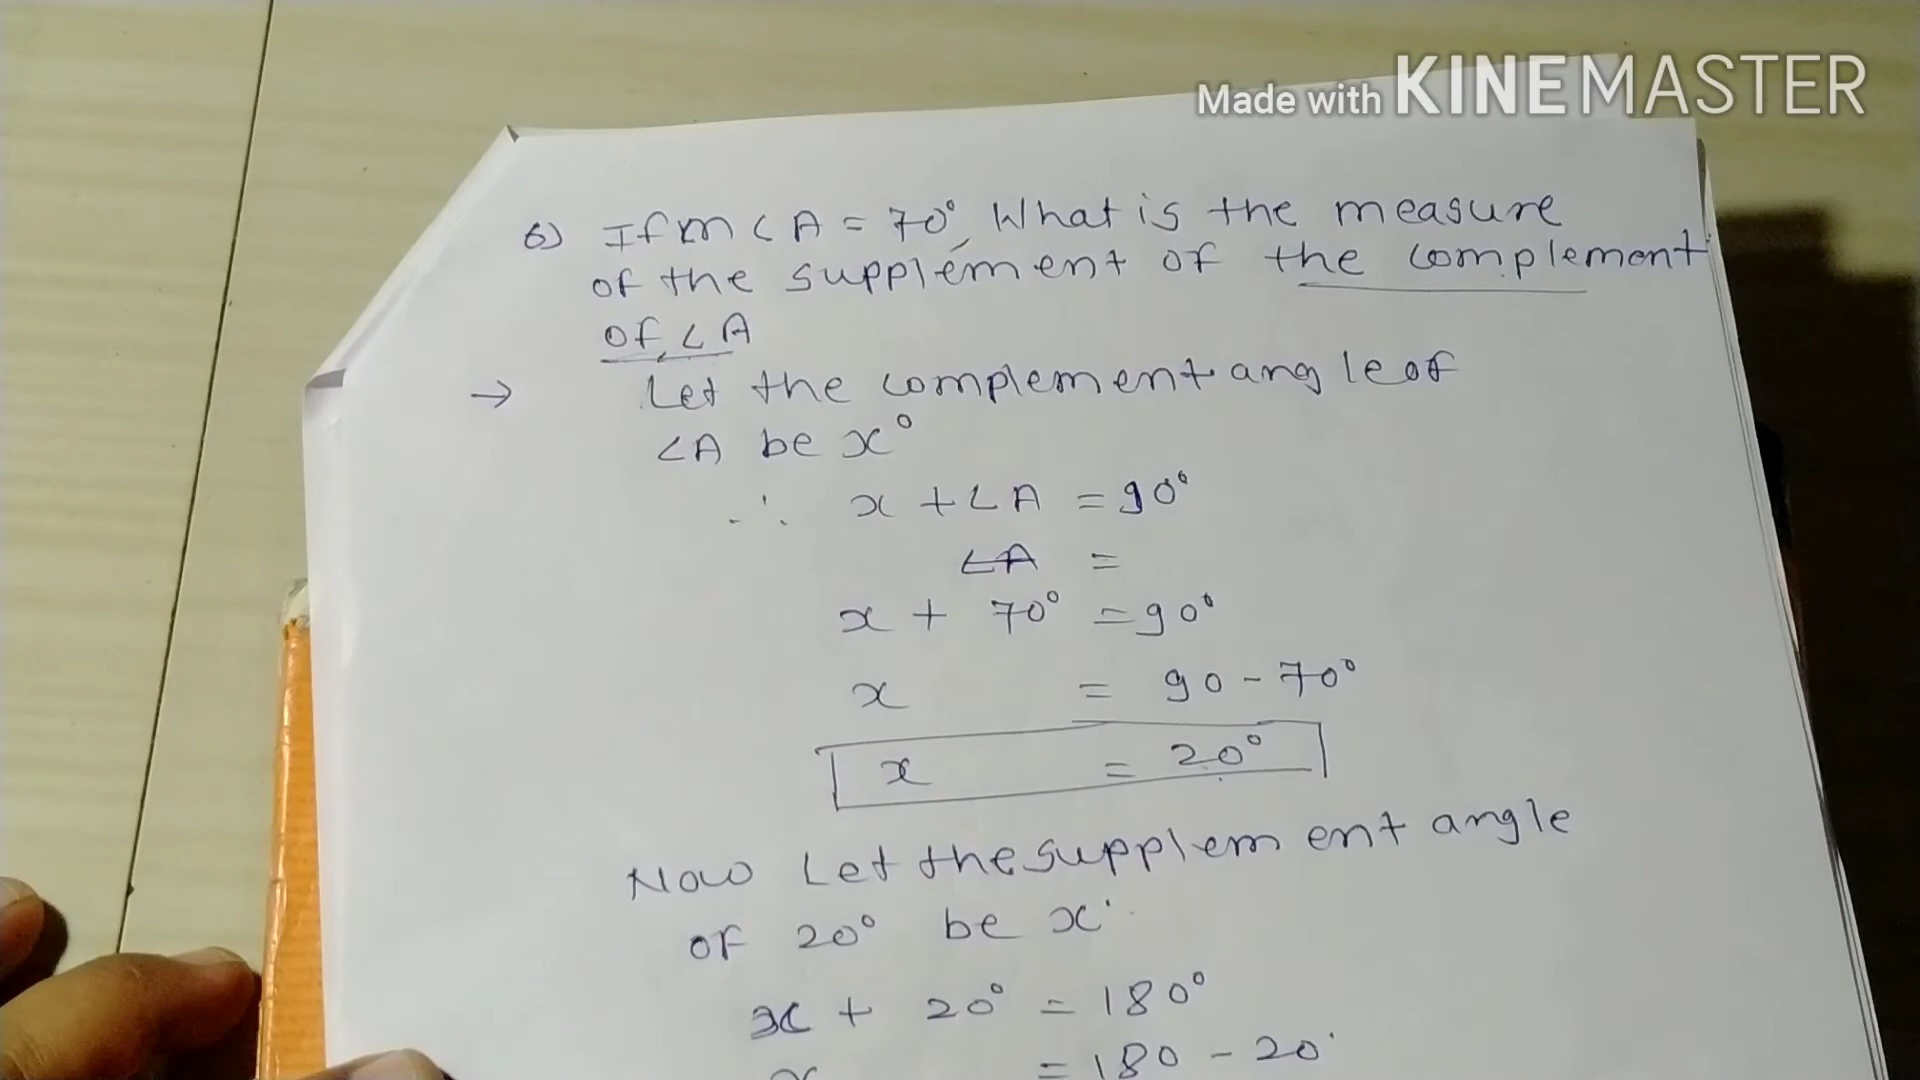 Made with KINEMASTER
6) If m∠A = 70°, What is the measure
of the supplement of the complement
of ∠A
→ Let the complement angle of
∠A be x°
∴ x + ∠A = 90°
∠A =
x + 70° = 90°
x = 90 - 70°
x = 20°
Now Let the supplement angle
of 20° be x°
x + 20° = 180°
x = 180 - 20°